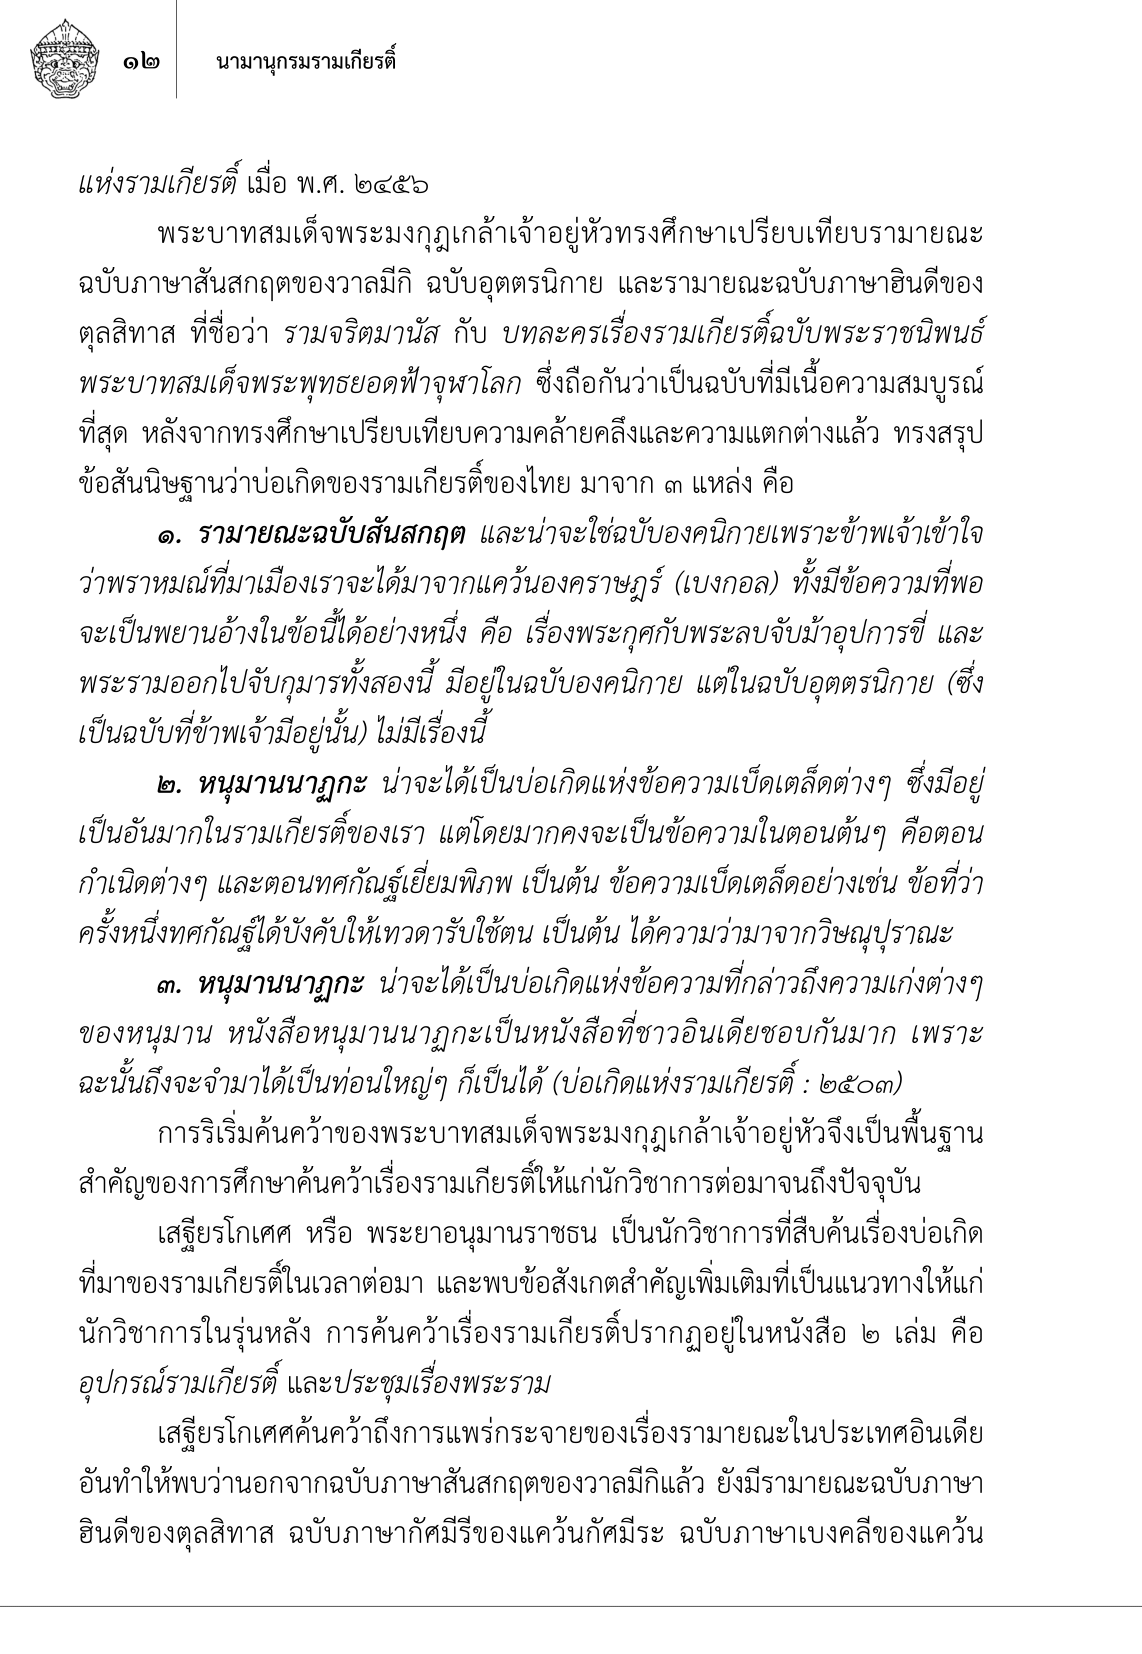 ๑๒ นามานุกรมรามเกียรติ์
แห่งรามเกียรติ์ เมื่อ พ.ศ. ๒๔๕๖
พระบาทสมเด็จพระมงกุฎเกล้าเจ้าอยู่หัวทรงศึกษาเปรียบเทียบรามายณะ
ฉบับภาษาสันสกฤตของวาลมีกิ ฉบับอุตตรนิกาย และรามายณะฉบับภาษาฮินดีของ
ตุลสิทาส ที่ชื่อว่า รามจริตมานัส กับ บทละครเรื่องรามเกียรติ์ฉบับพระราชนิพนธ์
พระบาทสมเด็จพระพุทธยอดฟ้าจุฬาโลก ซึ่งถือกันว่าเป็นฉบับที่มีเนื้อความสมบูรณ์
ที่สุด หลังจากทรงศึกษาเปรียบเทียบความคล้ายคลึงและความแตกต่างแล้ว ทรงสรุป
ข้อสันนิษฐานว่าบ่อเกิดของรามเกียรติ์ของไทย มาจาก ๓ แหล่ง คือ
๑. รามายณะฉบับสันสกฤต และน่าจะใช่ฉบับองคนิกายเพราะข้าพเจ้าเข้าใจ
ว่าพราหมณ์ที่มาเมืองเราจะได้มาจากแคว้นองคราษฎร์ (เบงกอล) ทั้งมีข้อความที่พอ
จะเป็นพยานอ้างในข้อนี้ได้อย่างหนึ่ง คือ เรื่องพระกุศกับพระลบจับม้าอุปการขี่ และ
พระรามออกไปจับกุมารทั้งสองนี้ มีอยู่ในฉบับองคนิกาย แต่ในฉบับอุตตรนิกาย (ซึ่ง
เป็นฉบับที่ข้าพเจ้ามีอยู่นั้น) ไม่มีเรื่องนี้
๒. หนุมานนาฏกะ น่าจะได้เป็นบ่อเกิดแห่งข้อความเบ็ดเตล็ดต่างๆ ซึ่งมีอยู่
เป็นอันมากในรามเกียรติ์ของเรา แต่โดยมากคงจะเป็นข้อความในตอนต้นๆ คือตอน
กำเนิดต่างๆ และตอนทศกัณฐ์เยี่ยมพิภพ เป็นต้น ข้อความเบ็ดเตล็ดอย่างเช่น ข้อที่ว่า
ครั้งหนึ่งทศกัณฐ์ได้บังคับให้เทวดารับใช้ตน เป็นต้น ได้ความว่ามาจากวิษณุปุราณะ
๓. หนุมานนาฏกะ น่าจะได้เป็นบ่อเกิดแห่งข้อความที่กล่าวถึงความเก่งต่างๆ
ของหนุมาน หนังสือหนุมานนาฏกะเป็นหนังสือที่ชาวอินเดียชอบกันมาก เพราะ
ฉะนั้นถึงจะจำมาได้เป็นท่อนใหญ่ๆ ก็เป็นได้ (บ่อเกิดแห่งรามเกียรติ์ : ๒๕๐๓)
การริเริ่มค้นคว้าของพระบาทสมเด็จพระมงกุฎเกล้าเจ้าอยู่หัวจึงเป็นพื้นฐาน
สำคัญของการศึกษาค้นคว้าเรื่องรามเกียรติ์ให้แก่นักวิชาการต่อมาจนถึงปัจจุบัน
เสฐียรโกเศศ หรือ พระยาอนุมานราชธน เป็นนักวิชาการที่สืบค้นเรื่องบ่อเกิด
ที่มาของรามเกียรติ์ในเวลาต่อมา และพบข้อสังเกตสำคัญเพิ่มเติมที่เป็นแนวทางให้แก่
นักวิชาการในรุ่นหลัง การค้นคว้าเรื่องรามเกียรติ์ปรากฏอยู่ในหนังสือ ๒ เล่ม คือ
อุปกรณ์รามเกียรติ์ และประชุมเรื่องพระราม
เสฐียรโกเศศค้นคว้าถึงการแพร่กระจายของเรื่องรามายณะในประเทศอินเดีย
อันทำให้พบว่านอกจากฉบับภาษาสันสกฤตของวาลมีกิแล้ว ยังมีรามายณะฉบับภาษา
ฮินดีของตุลสิทาส ฉบับภาษากัศมีรีของแคว้นกัศมีระ ฉบับภาษาเบงคลีของแคว้น